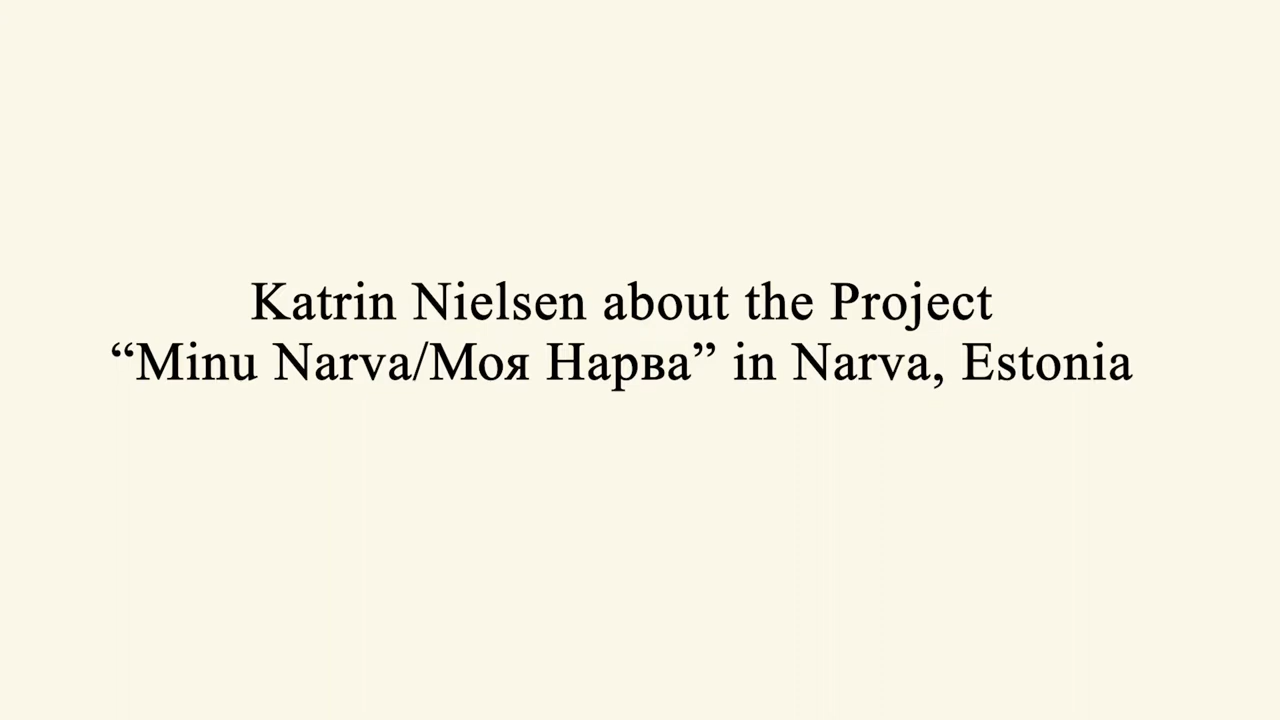 Katrin Nielsen about the Project
“Minu Narva/Моя Нарва” in Narva, Estonia